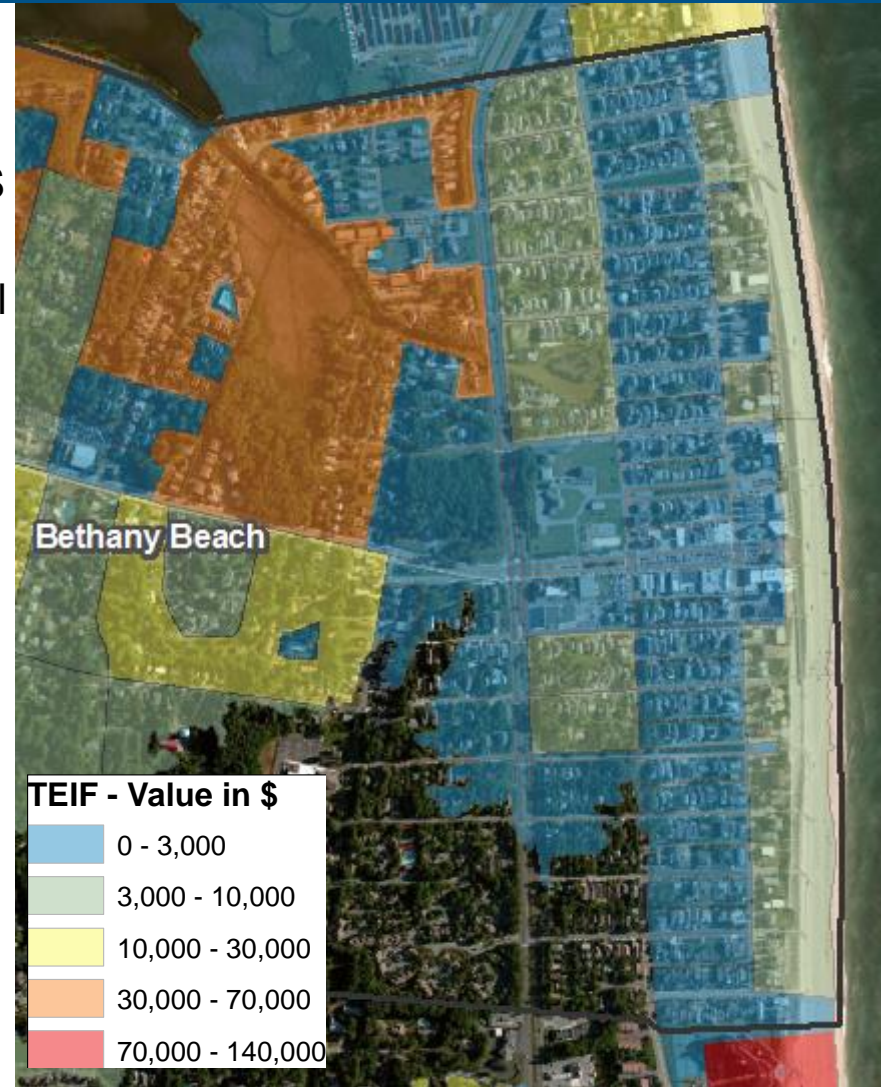 s
l
Bethany Beach
TEIF - Value in $
0 - 3,000
3,000 - 10,000
10,000 - 30,000
30,000 - 70,000
70,000 - 140,000